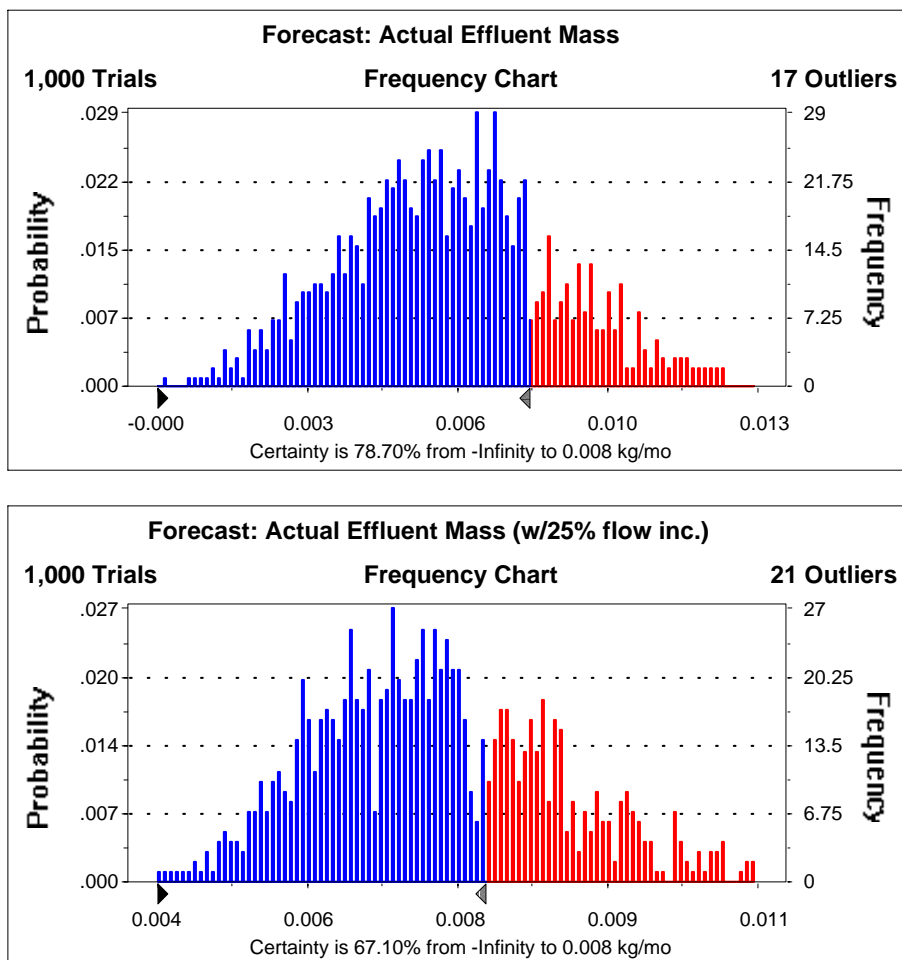 Forecast: Actual Effluent Mass
1,000 Trials Frequency Chart 17 Outliers
.029 29
.022 21.75
.015 14.5
.007 7.25
.000 0
Probability
Frequency
-0.000 0.003 0.006 0.010 0.013
Certainty is 78.70% from -Infinity to 0.008 kg/mo
Forecast: Actual Effluent Mass (w/25% flow inc.)
1,000 Trials Frequency Chart 21 Outliers
.027 27
.020 20.25
.014 13.5
.007 6.75
.000 0
Probability
Frequency
0.004 0.006 0.008 0.009 0.011
Certainty is 67.10% from -Infinity to 0.008 kg/mo